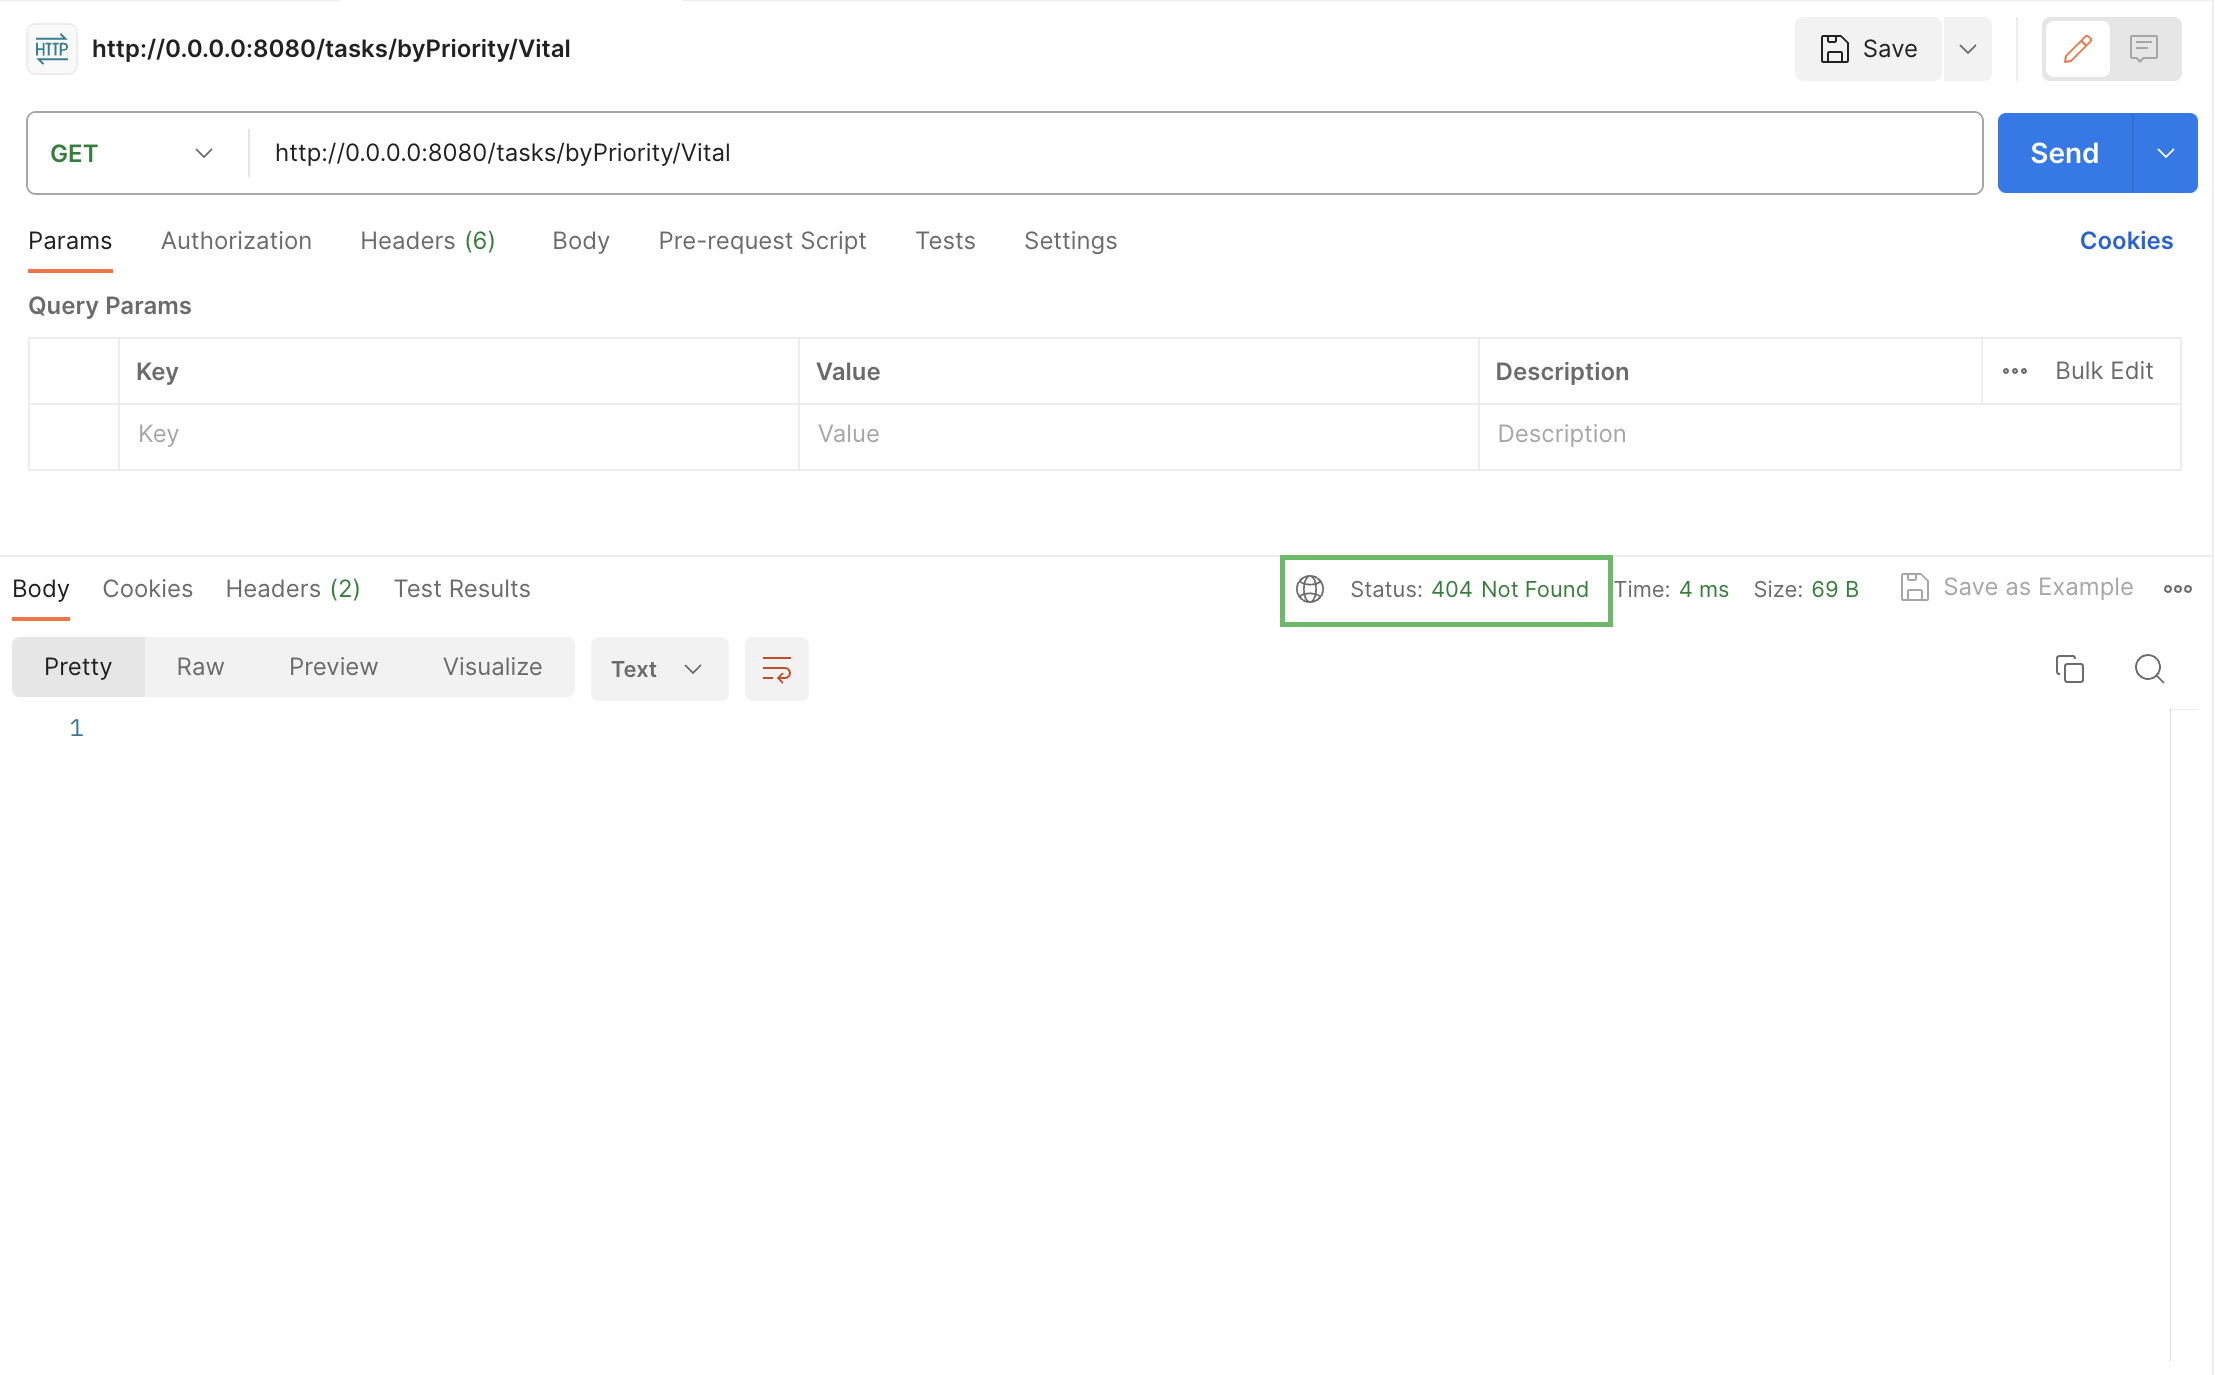 HTTP http://0.0.0.0:8080/tasks/byPriority/Vital Save
GET http://0.0.0.0:8080/tasks/byPriority/Vital Send
Params Authorization Headers (6) Body Pre-request Script Tests Settings Cookies
Query Params
Key Value Description Bulk Edit
Key Value Description
Body Cookies Headers (2) Test Results Status: 404 Not Found Time: 4 ms Size: 69 B Save as Example
Pretty Raw Preview Visualize Text
1